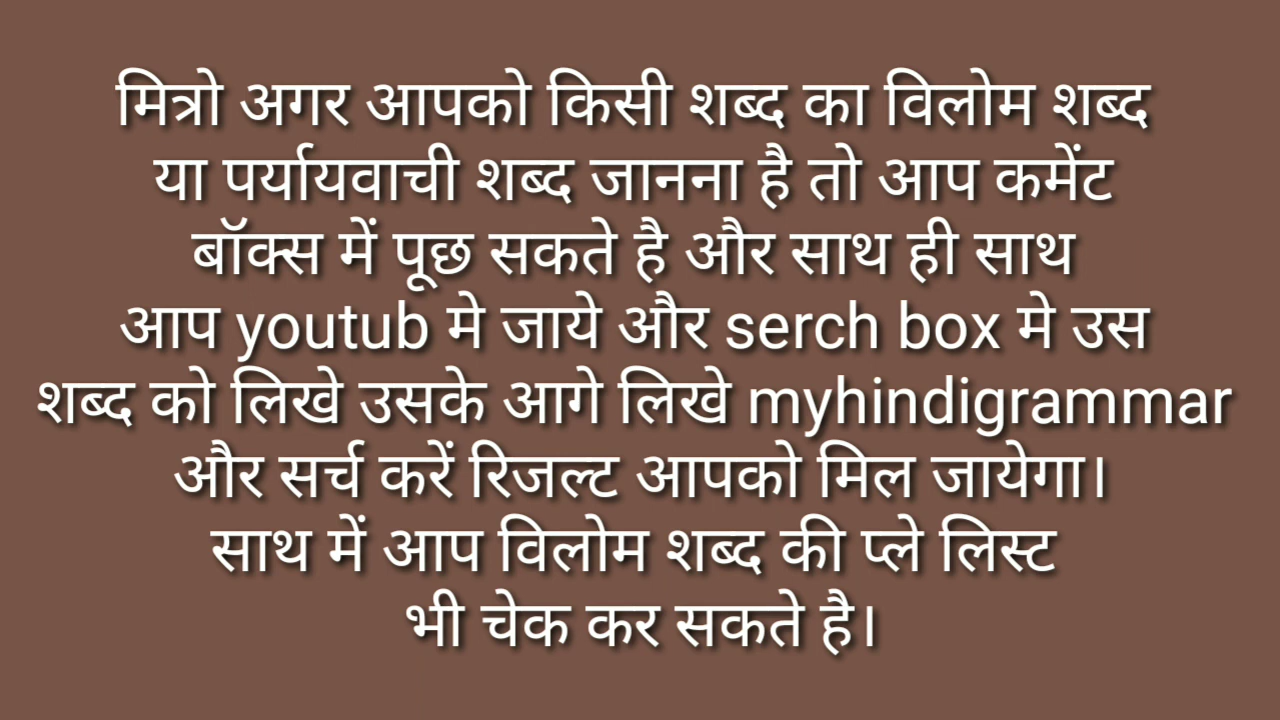 मित्रो अगर आपको किसी शब्द का विलोम शब्द
या पर्यायवाची शब्द जानना है तो आप कमेंट
बॉक्स में पूछ सकते है और साथ ही साथ
आप youtub मे जाये और serch box मे उस
शब्द को लिखे उसके आगे लिखे myhindigrammar
और सर्च करें रिजल्ट आपको मिल जायेगा।
साथ में आप विलोम शब्द की प्ले लिस्ट
भी चेक कर सकते है।